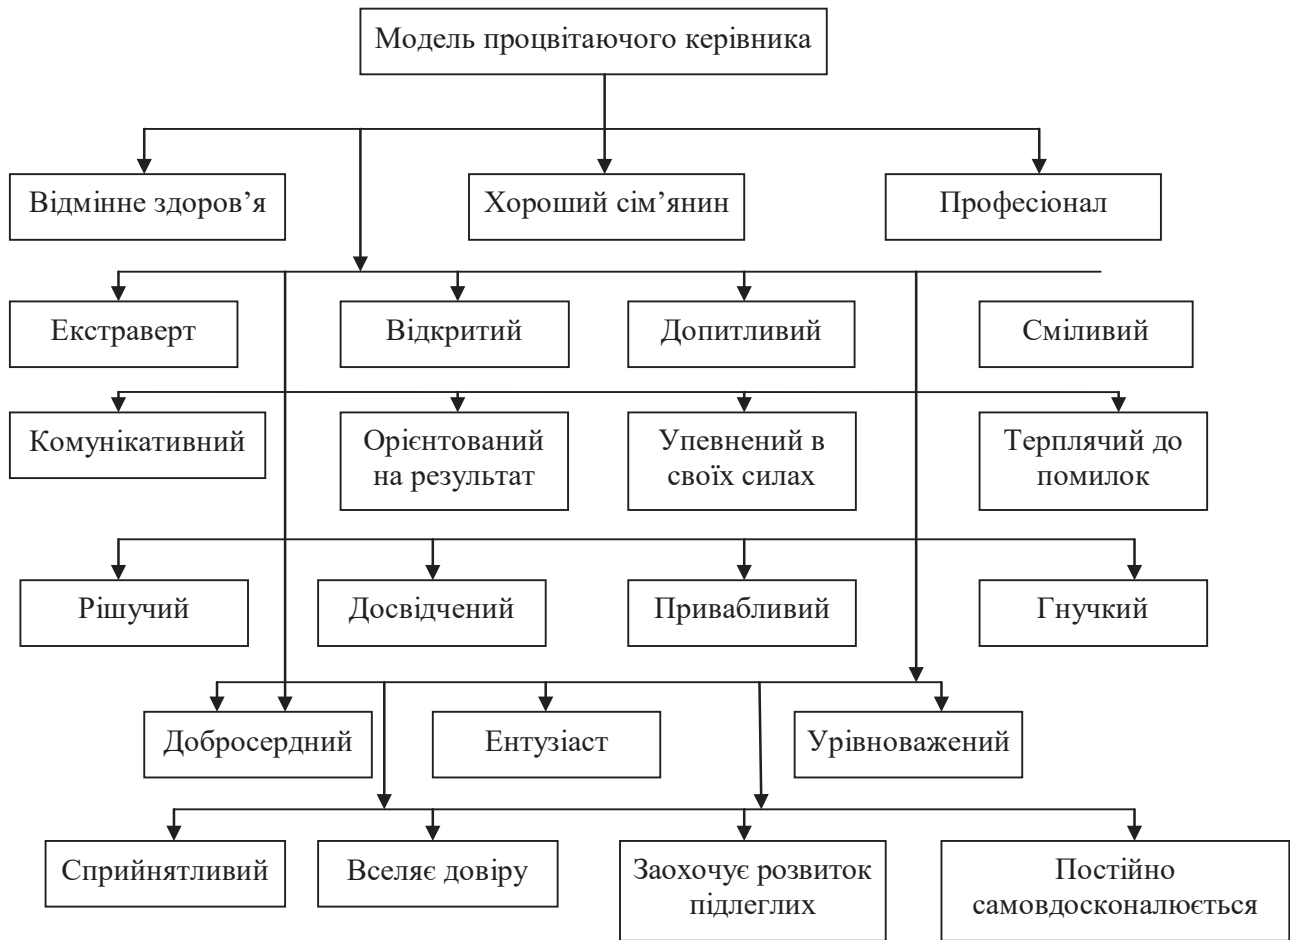 Модель процвітаючого керівника
Відмінне здоров’я
Хороший сім’янин
Професіонал
Екстраверт
Відкритий
Допитливий
Сміливий
Комунікативний
Орієнтований
на результат
Упевнений в
своїх силах
Терплячий до
помилок
Рішучий
Досвідчений
Привабливий
Гнучкий
Добросердний
Ентузіаст
Урівноважений
Сприйнятливий
Вселяє довіру
Заохочує розвиток
підлеглих
Постійно
самовдосконалюється